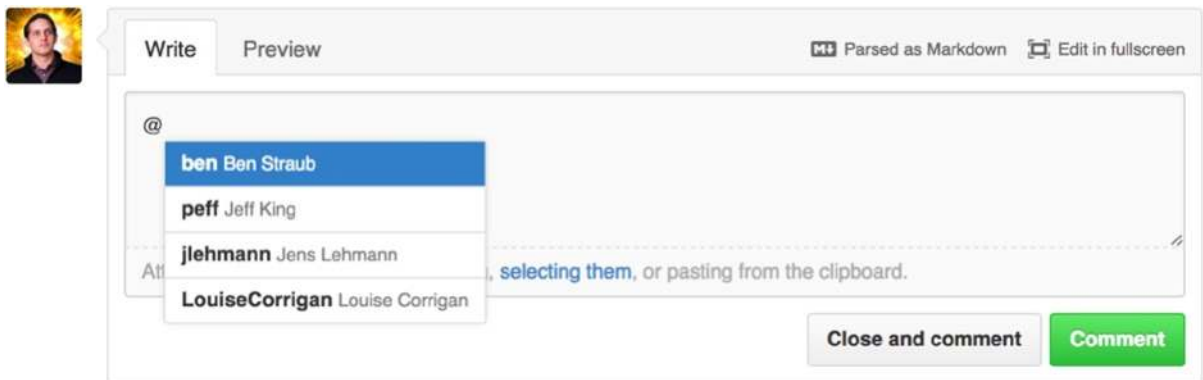 Write Preview M↓ Parsed as Markdown Edit in fullscreen
@
ben Ben Straub
peff Jeff King
jlehmann Jens Lehmann
selecting them, or pasting from the clipboard.
LouiseCorrigan Louise Corrigan
Close and comment Comment